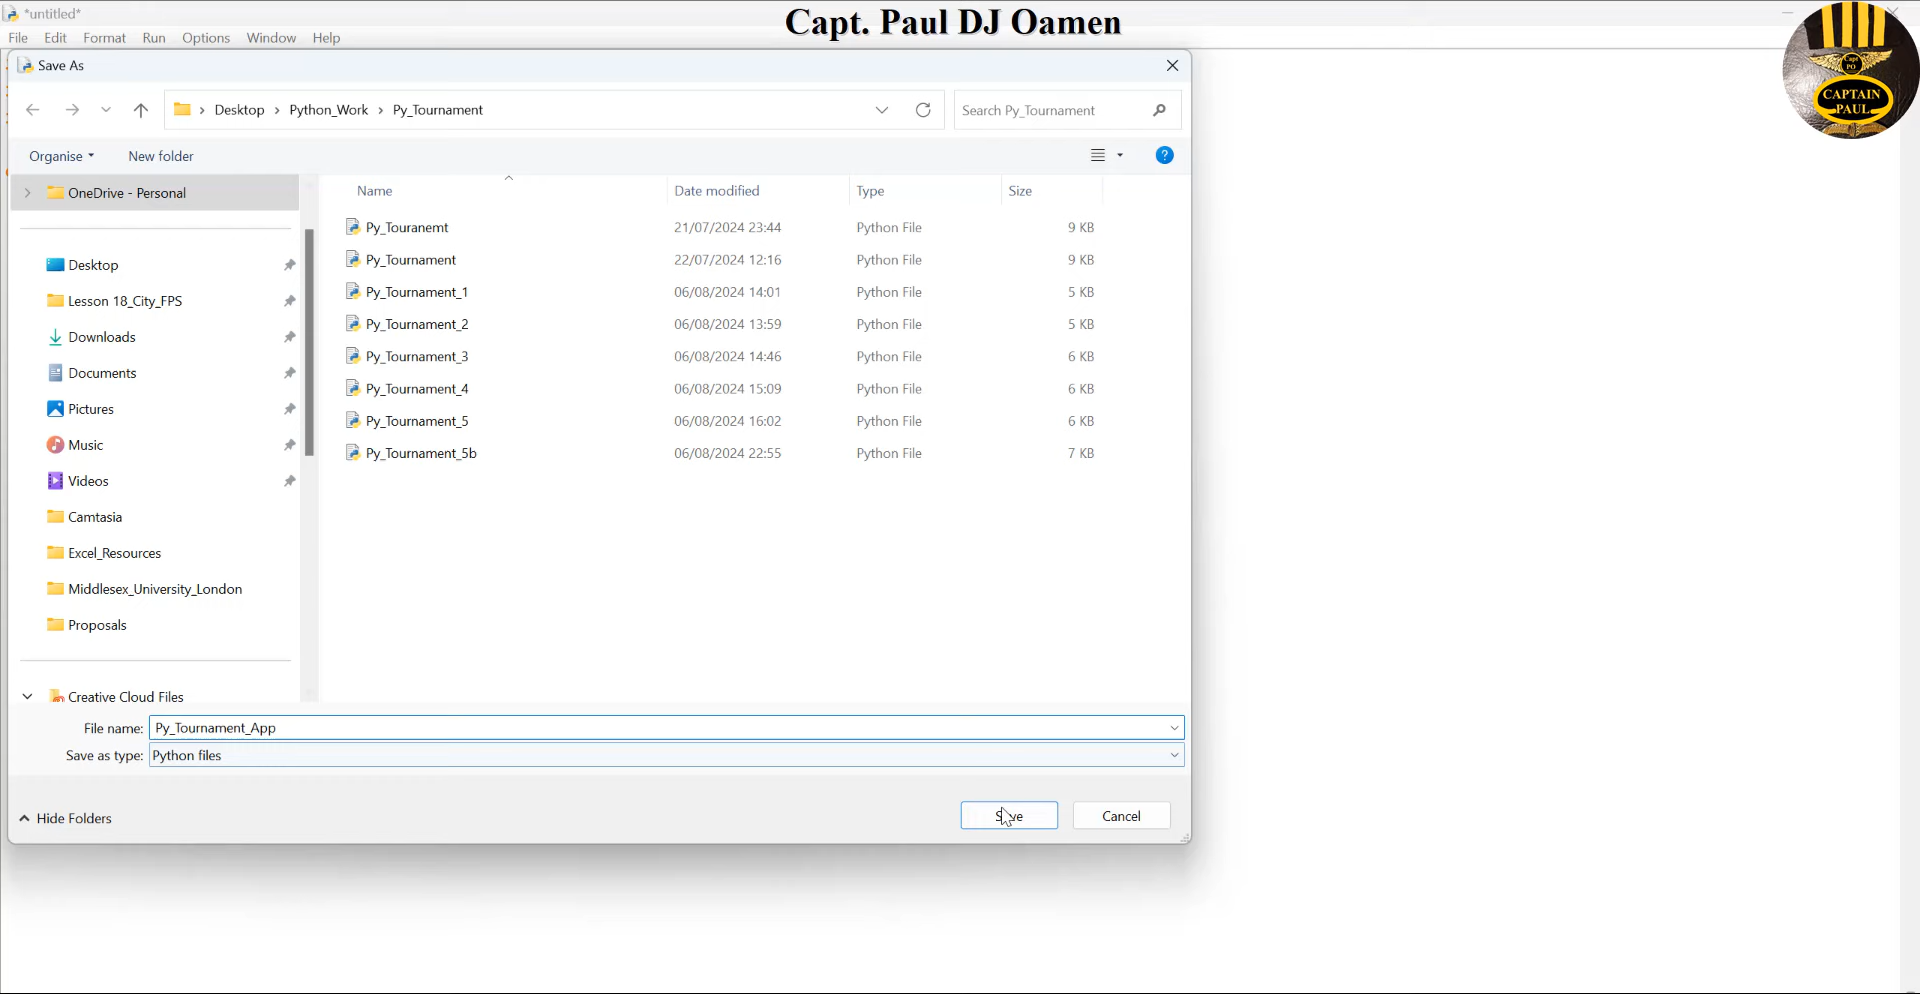 *untitled*
Capt. Paul DJ Oamen
File Edit Format Run Options Window Help
Save As
Desktop > Python_Work > Py_Tournament
Search Py_Tournament
Organise New folder
Name Date modified Type Size
OneDrive - Personal
Py_Touranemt 21/07/2024 23:44 Python File 9 KB
Py_Tournament 22/07/2024 12:16 Python File 9 KB
Py_Tournament_1 06/08/2024 14:01 Python File 5 KB
Py_Tournament_2 06/08/2024 13:59 Python File 5 KB
Py_Tournament_3 06/08/2024 14:46 Python File 6 KB
Py_Tournament_4 06/08/2024 15:09 Python File 6 KB
Py_Tournament_5 06/08/2024 16:02 Python File 6 KB
Py_Tournament_5b 06/08/2024 22:55 Python File 7 KB
Desktop
Lesson 18_City_FPS
Downloads
Documents
Pictures
Music
Videos
Camtasia
Excel_Resources
Middlesex_University_London
Proposals
Creative Cloud Files
File name: Py_Tournament_App
Save as type: Python files
Hide Folders
Save Cancel
Capt
PO
CAPTAIN
PAUL